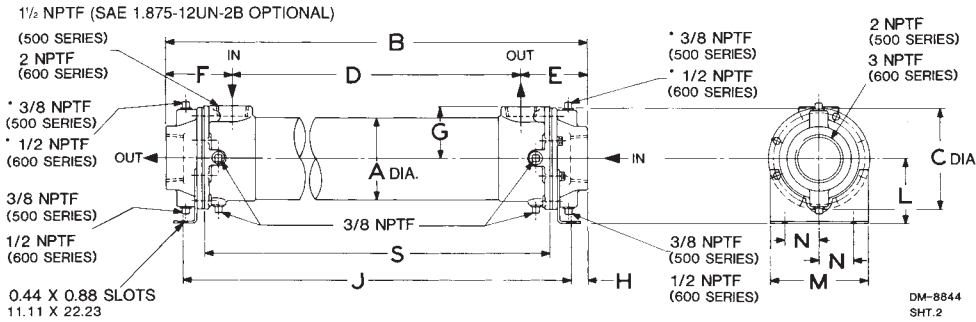 1½ NPTF (SAE 1.875-12UN-2B OPTIONAL)
(500 SERIES)
2 NPTF
(600 SERIES)
* 3/8 NPTF
(500 SERIES)
* 1/2 NPTF
(600 SERIES)
OUT
3/8 NPTF
(500 SERIES)
1/2 NPTF
(600 SERIES)
0.44 X 0.88 SLOTS
11.11 X 22.23
B
IN
OUT
F
D
E
G
A DIA.
3/8 NPTF
S
J
H
* 3/8 NPTF
(500 SERIES)
* 1/2 NPTF
(600 SERIES)
IN
3/8 NPTF
(500 SERIES)
1/2 NPTF
(600 SERIES)
2 NPTF
(500 SERIES)
3 NPTF
(600 SERIES)
C DIA
L
N
N
M
DM-8844
SHT.2